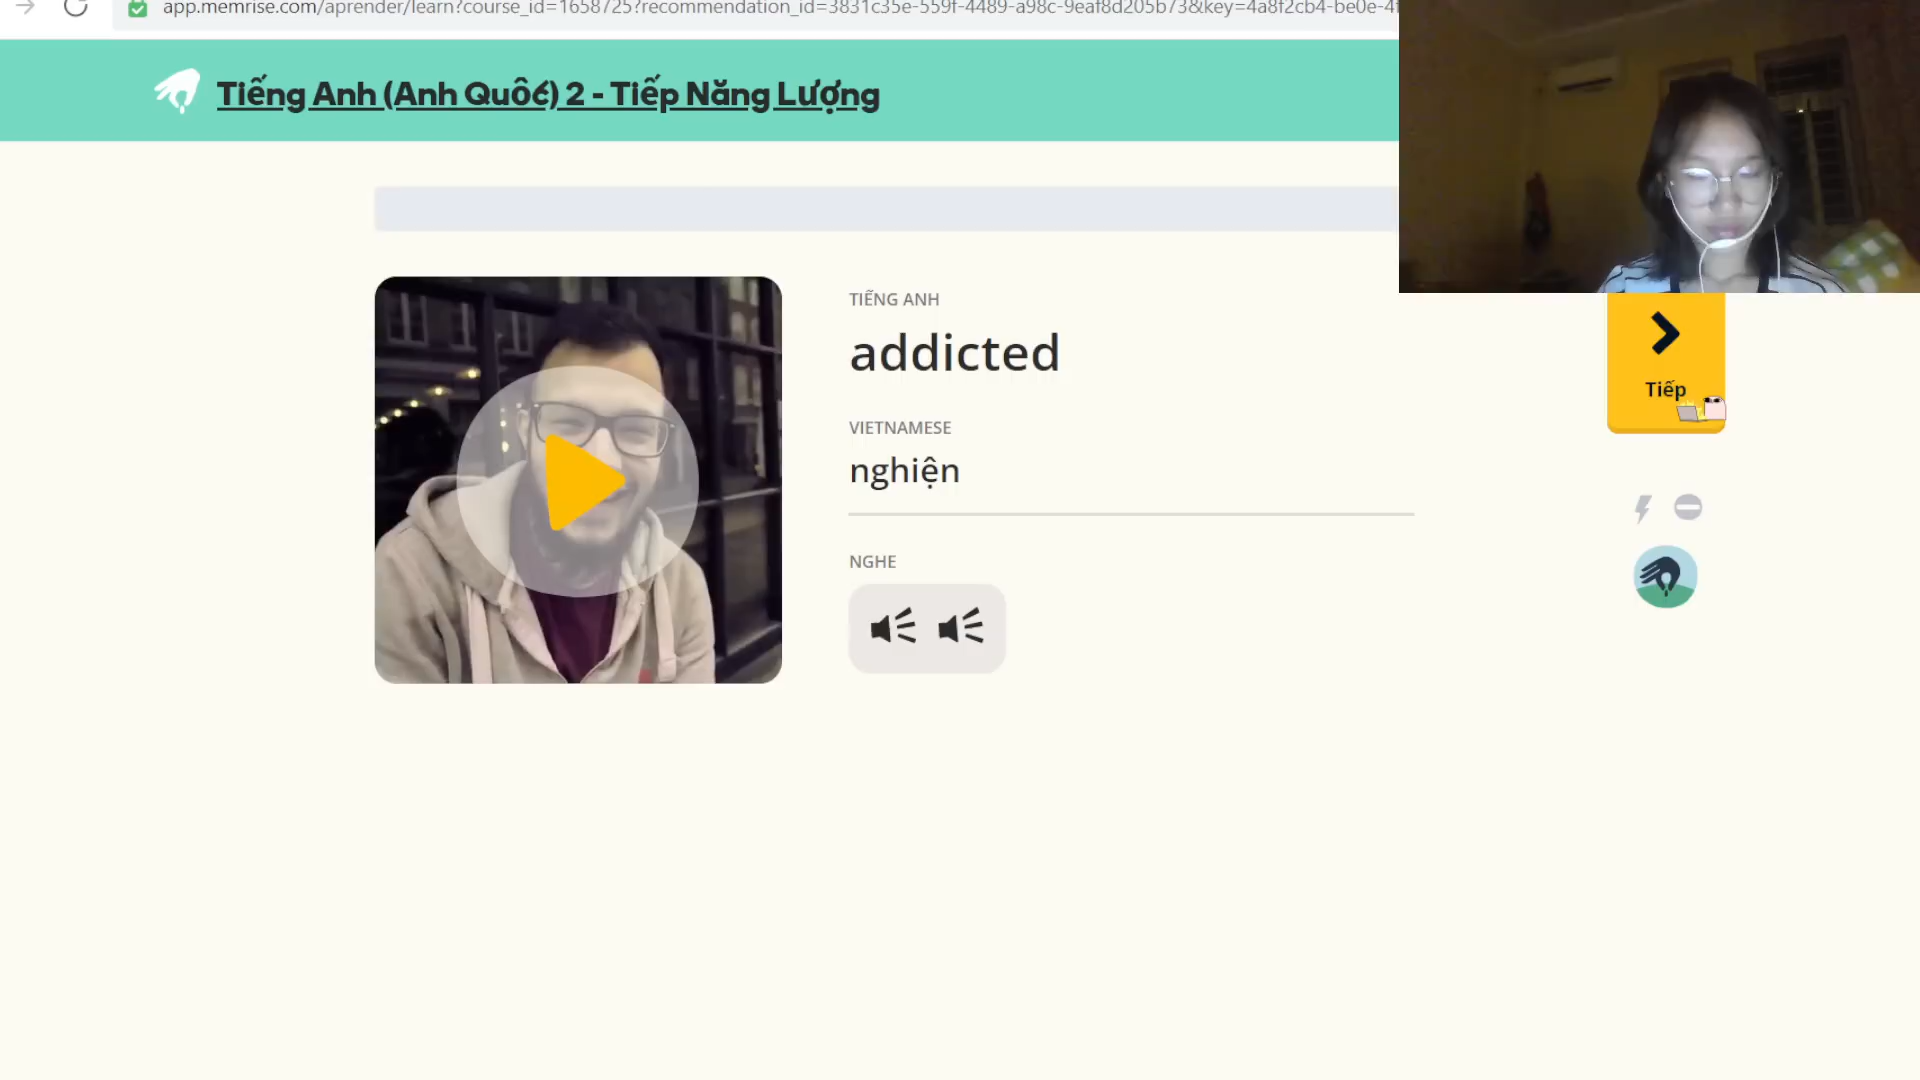 app.memrise.com/aprender/learn?course_id=1658725?recommendation_id=3831c35e-559f-4489-a98c-9eaf8d205b73&key=4a8f2cb4-be0e-4f
Tiếng Anh (Anh Quốc) 2 - Tiếp Năng Lượng
TIẾNG ANH
addicted
VIETNAMESE
nghiện
NGHE
Tiếp